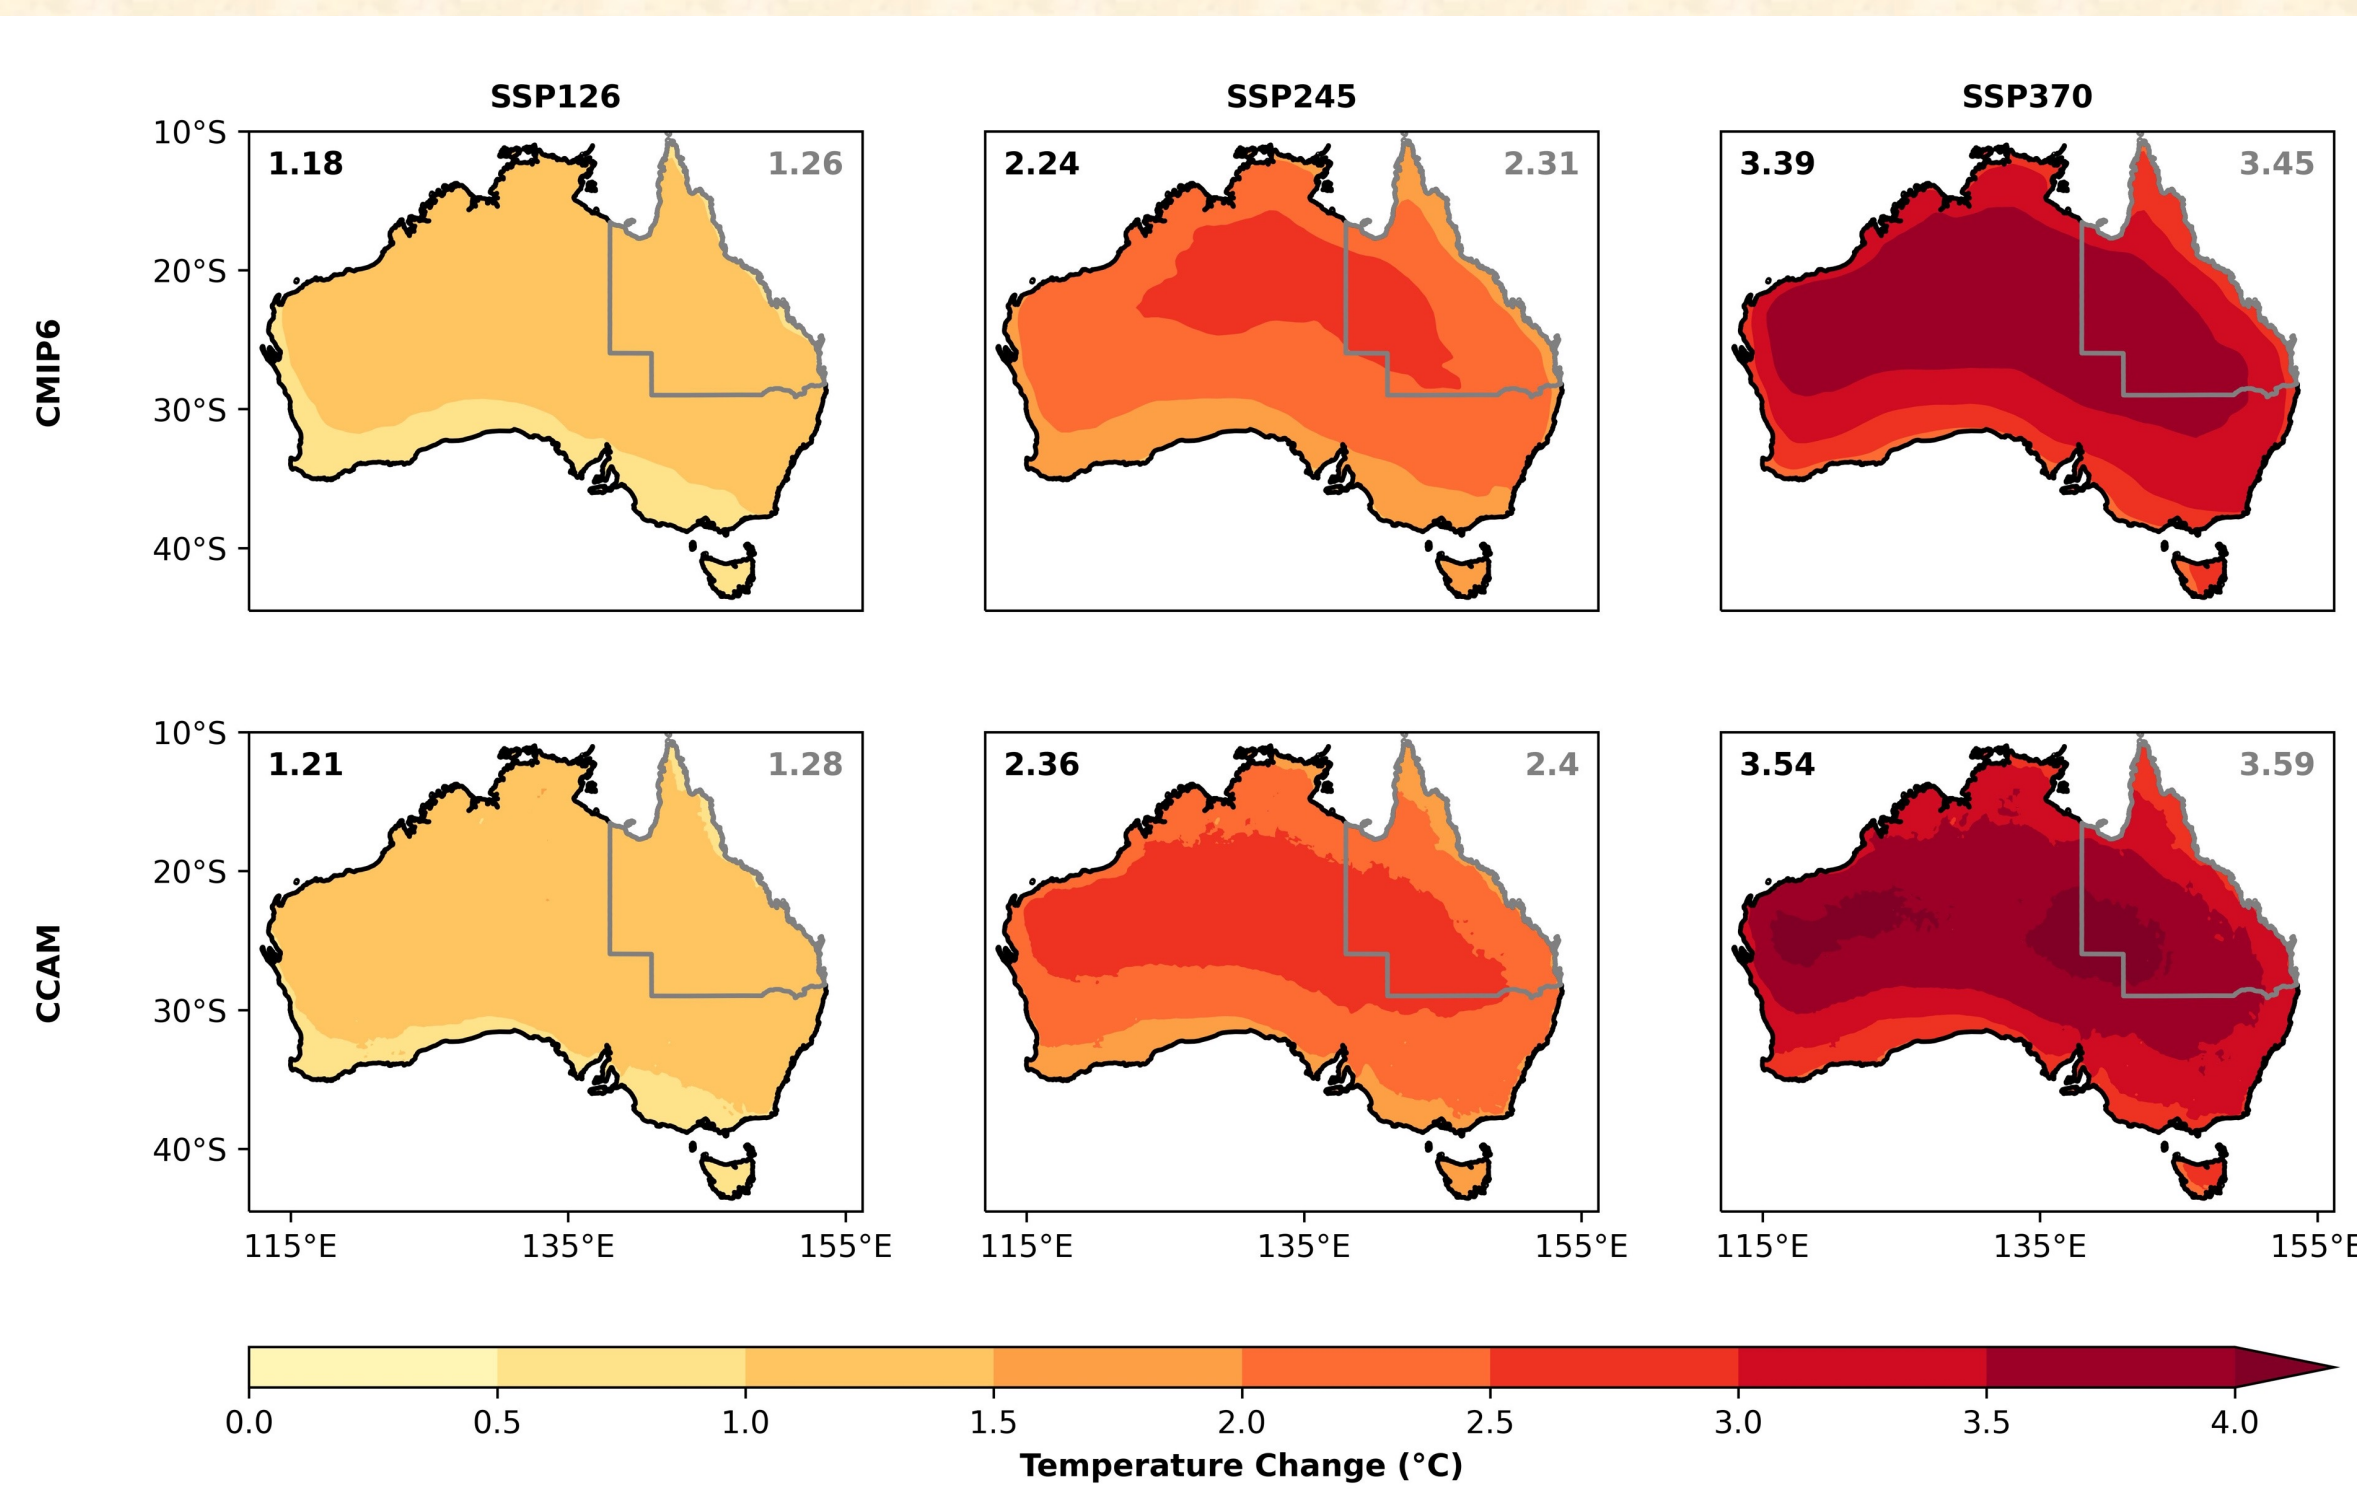 SSP126 SSP245 SSP370
CMIP6
10°S
20°S
30°S
40°S
1.18 1.26
2.24 2.31
3.39 3.45
CCAM
10°S
20°S
30°S
40°S
1.21 1.28
2.36 2.4
3.54 3.59
115°E 135°E 155°E 115°E 135°E 155°E 115°E 135°E 155°E
0.0 0.5 1.0 1.5 2.0 2.5 3.0 3.5 4.0
Temperature Change (°C)